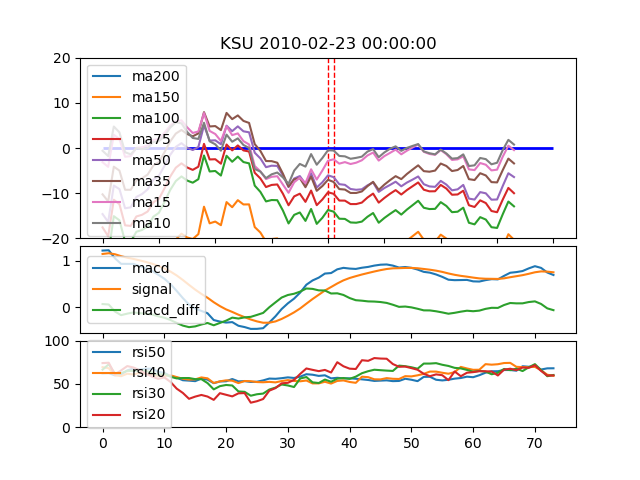 KSU 2010-02-23 00:00:00
20
10
0
−10
−20
ma200
ma150
ma100
ma75
ma50
ma35
ma15
ma10
1
0
macd
signal
macd_diff
100
50
0
rsi50
rsi40
rsi30
rsi20
0 10 20 30 40 50 60 70